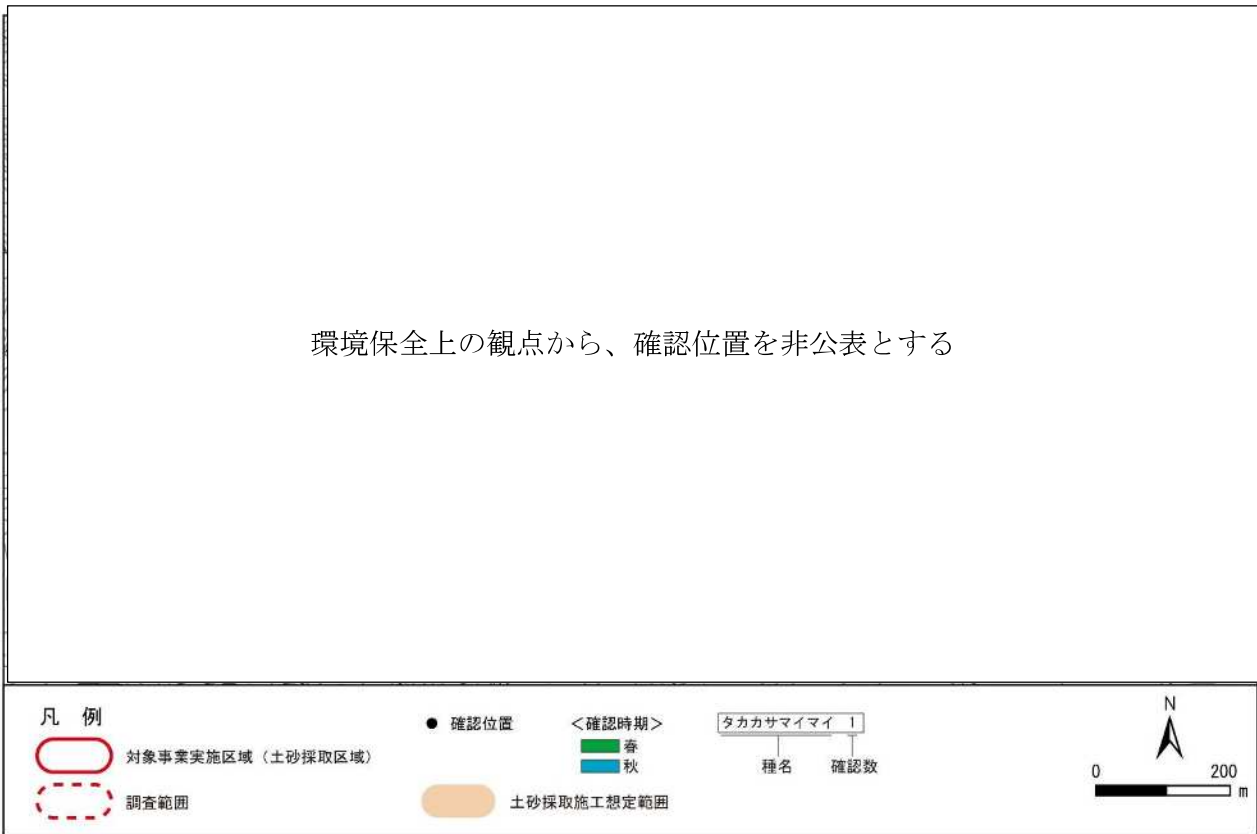 環境保全上の観点から、確認位置を非公表とする
凡 例
対象事業実施区域（土砂採取区域）
調査範囲
● 確認位置
＜確認時期＞
春
秋
土砂採取施工想定範囲
タカカサマイマイ 1
種名 確認数
N
0 200
m